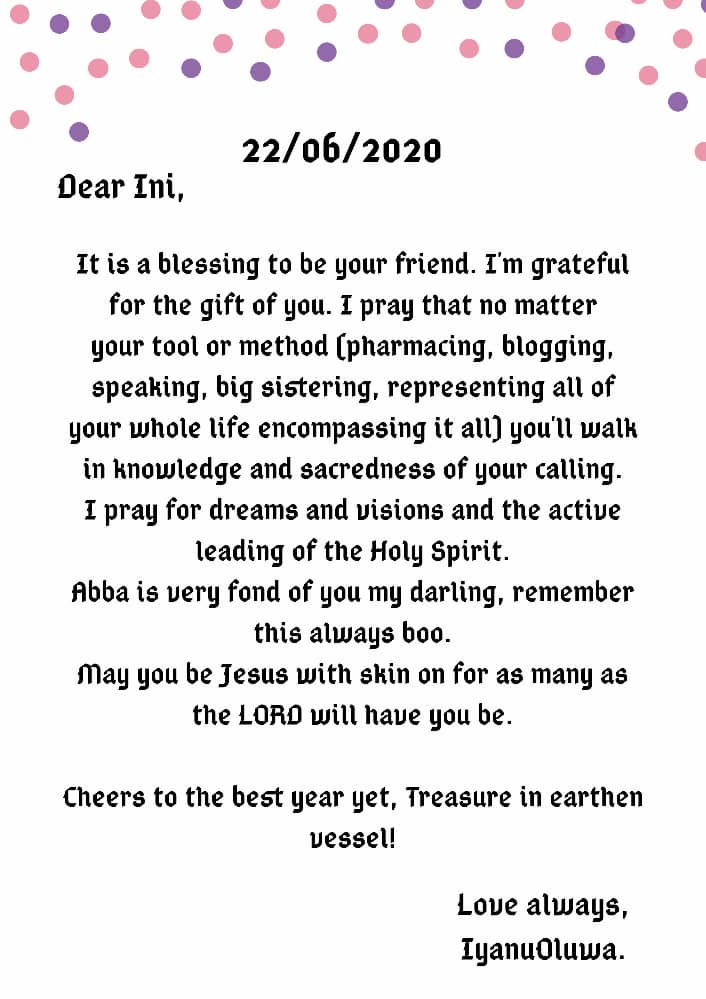 22/06/2020
Dear Ini,
It is a blessing to be your friend. I'm grateful
for the gift of you. I pray that no matter
your tool or method (pharmacing, blogging,
speaking, big sistering, representing all of
your whole life encompassing it all) you'll walk
in knowledge and sacredness of your calling.
I pray for dreams and visions and the active
leading of the Holy Spirit.
Abba is very fond of you my darling, remember
this always boo.
May you be Jesus with skin on for as many as
the LORD will have you be.
Cheers to the best year yet, Treasure in earthen
vessel!
Love always,
IyanuOluwa.